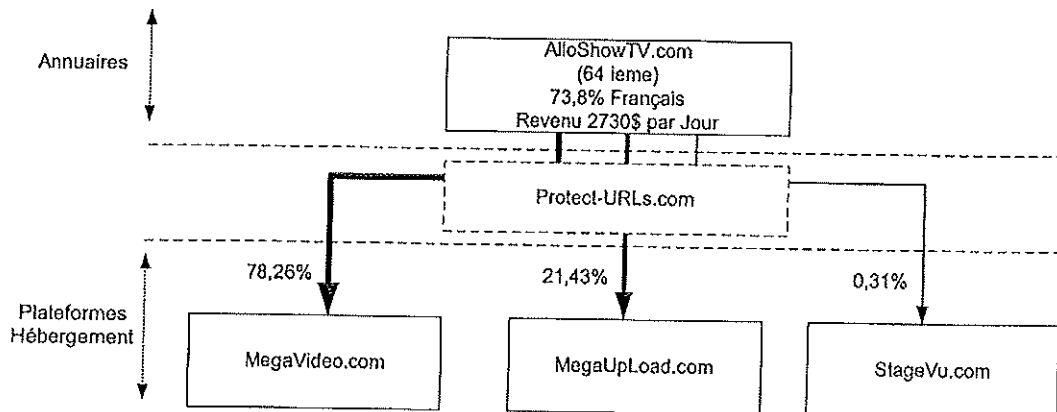 Annuaires
AlloShowTV.com
(64 ieme)
73,8% Français
Revenu 2730$ par Jour
Protect-URLs.com
78,26%
21,43%
0,31%
Plateformes
Hébergement
MegaVideo.com
MegaUpLoad.com
StageVu.com